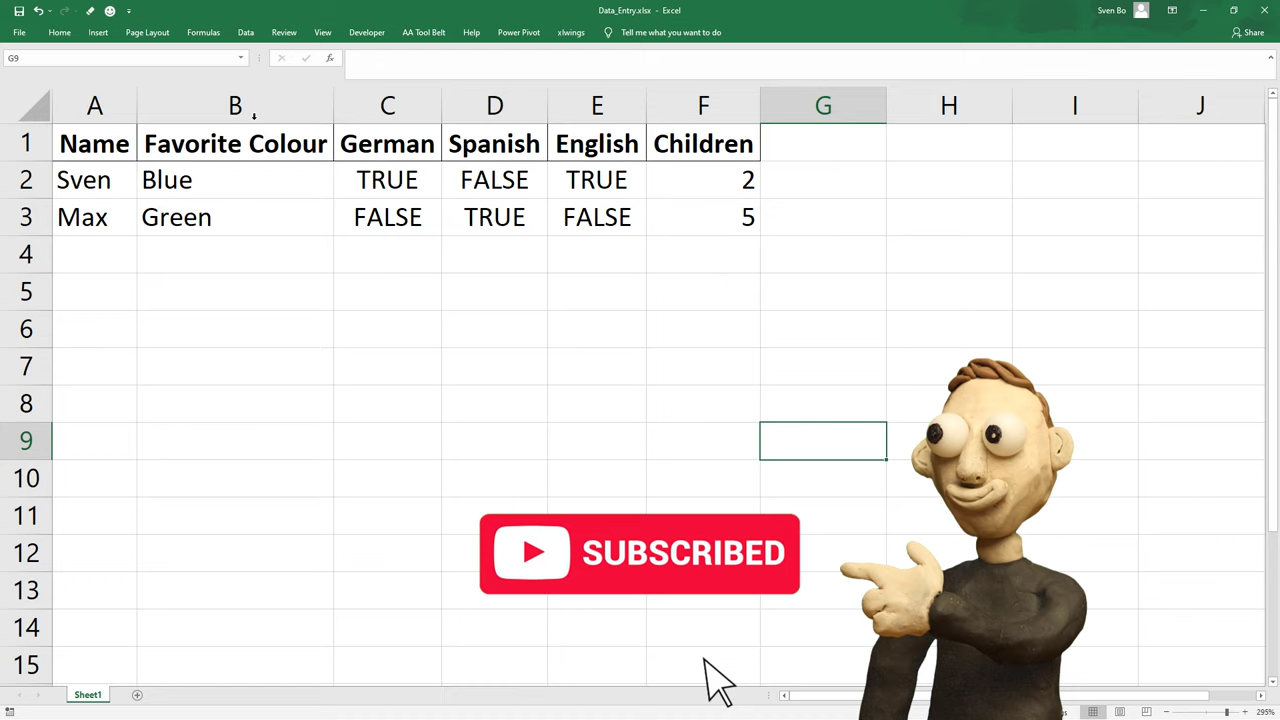 Data_Entry.xlsx - Excel
Sven Bo
File Home Insert Page Layout Formulas Data Review View Developer AA Tool Belt Help Power Pivot xlwings Tell me what you want to do Share
G9 fx
A B C D E F G H I J
1 Name Favorite Colour German Spanish English Children
2 Sven Blue TRUE FALSE TRUE 2
3 Max Green FALSE TRUE FALSE 5
4
5
6
7
8
9
10
11
12
13
14
15
SUBSCRIBED
Sheet1
295%